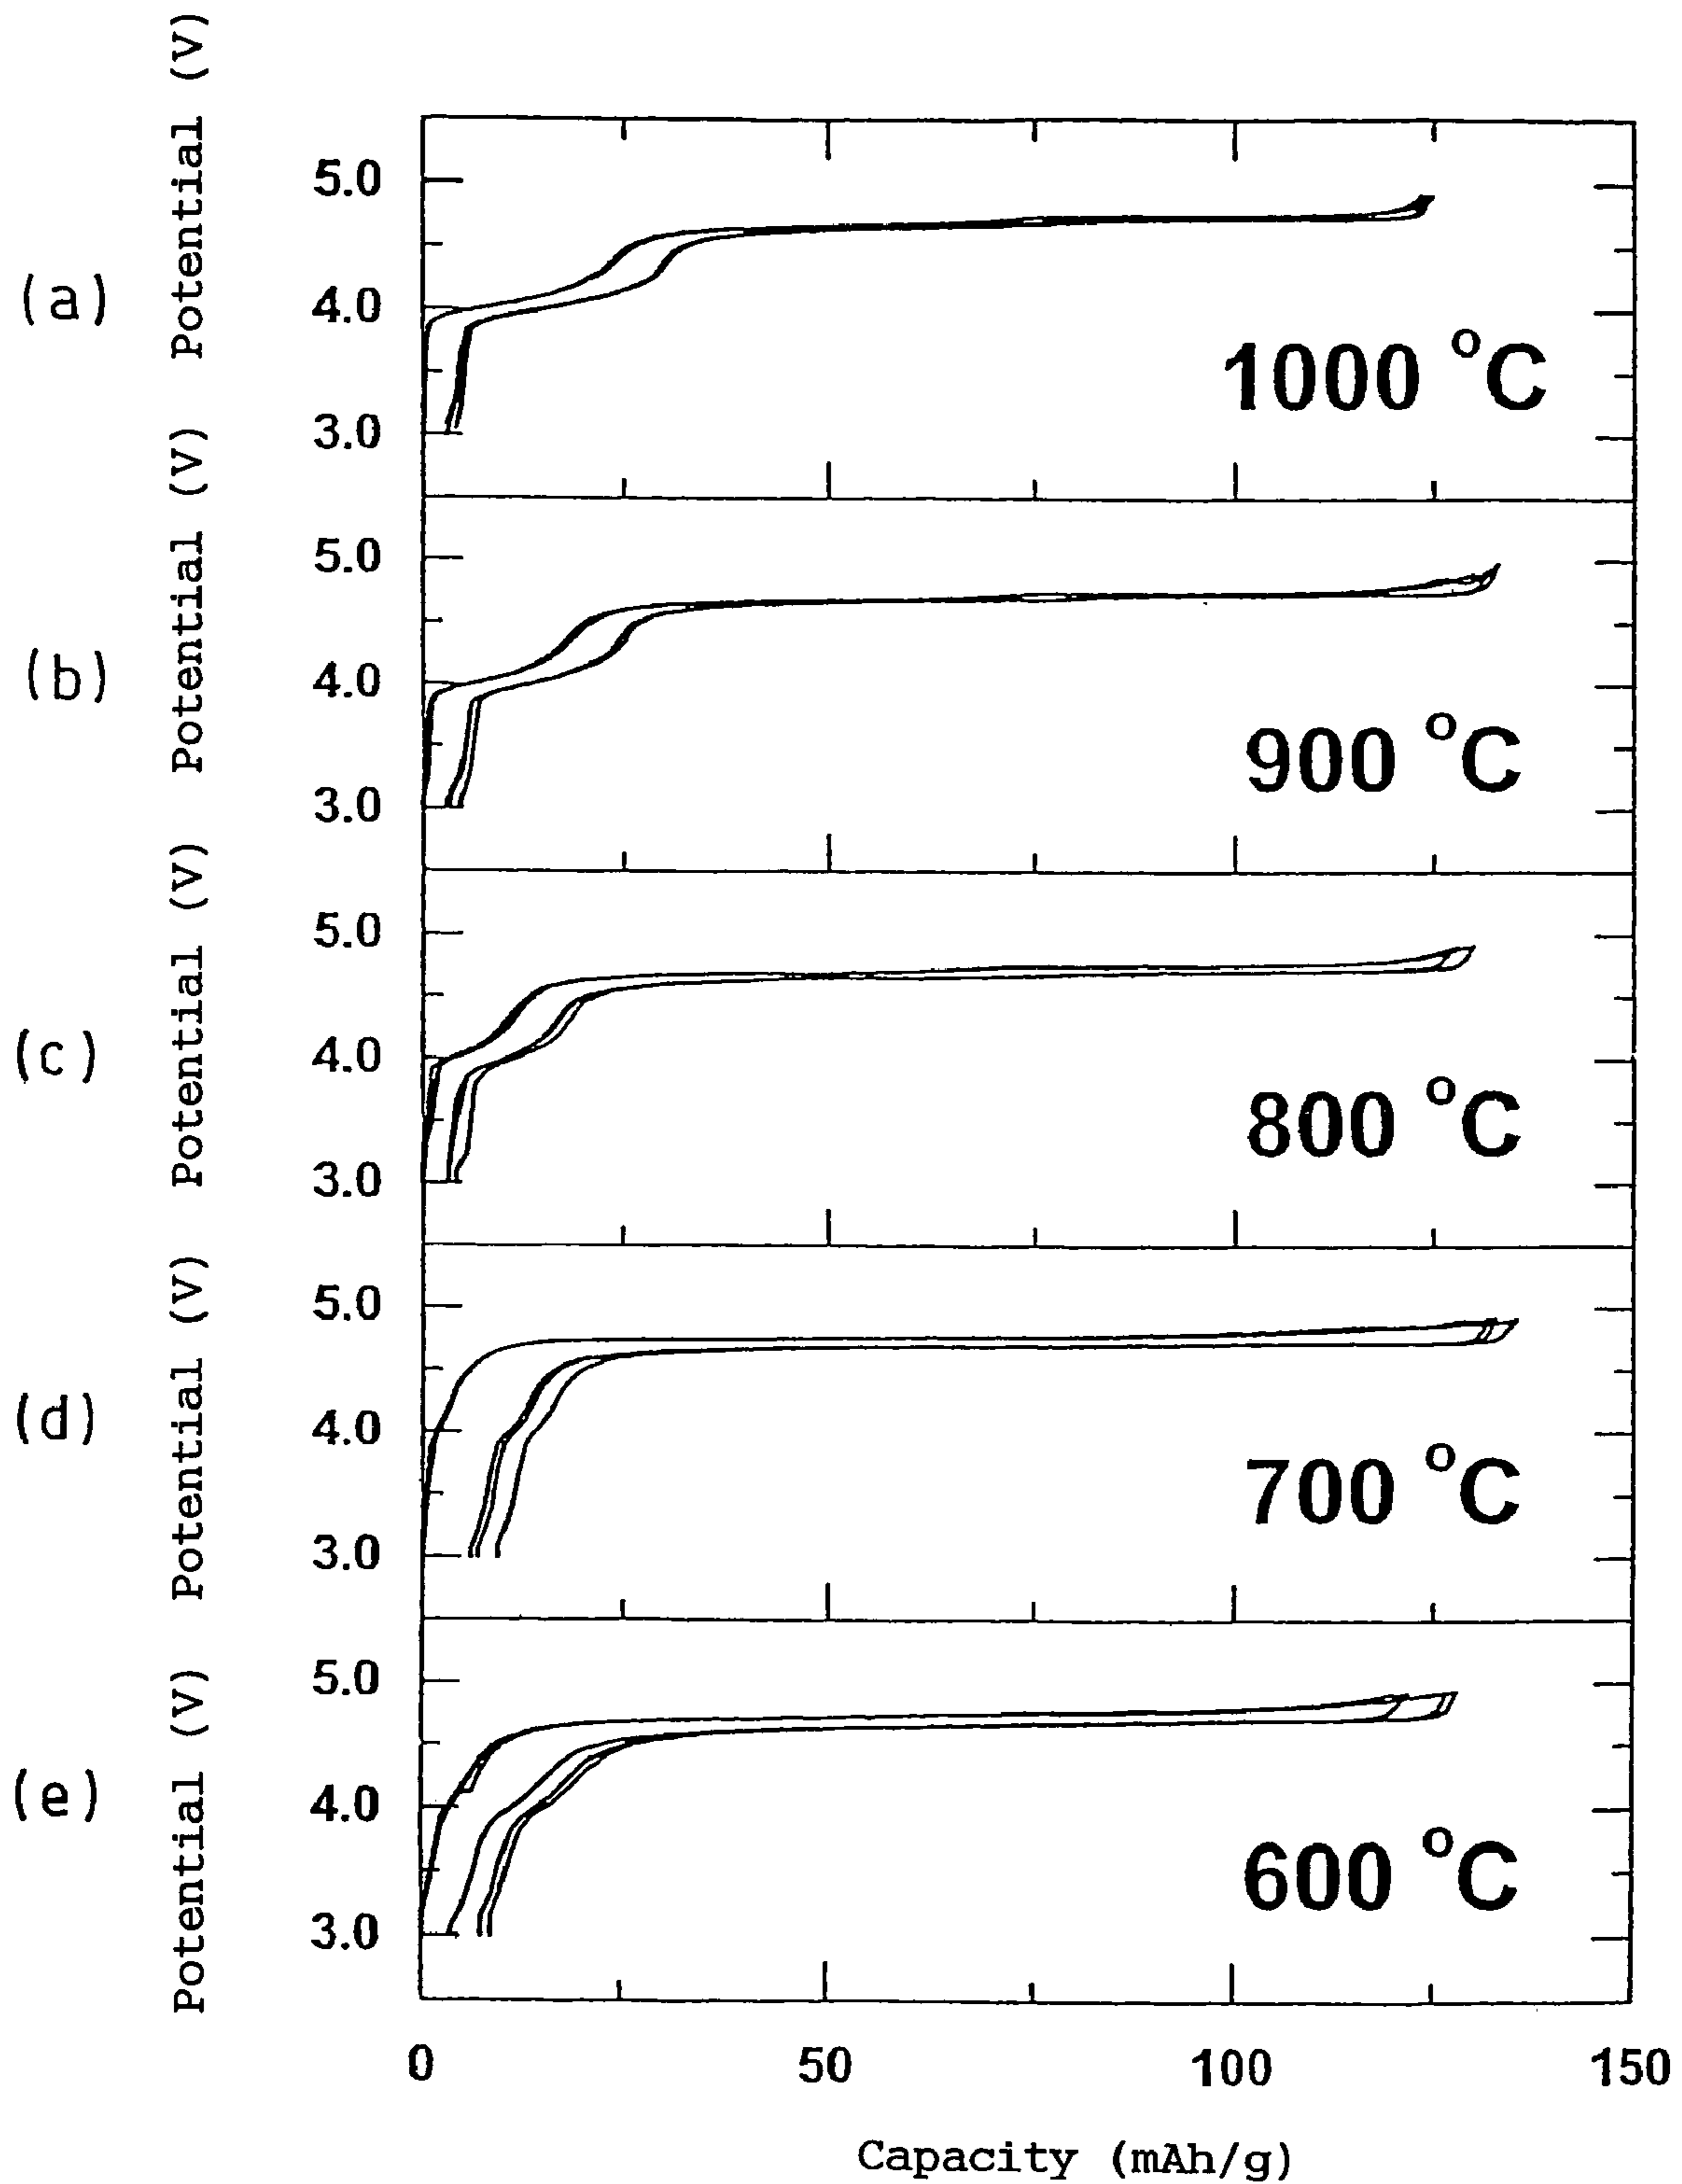 (a)
Potential (V)
5.0
4.0
3.0
1000 °C
(b)
Potential (V)
5.0
4.0
3.0
900 °C
(c)
Potential (V)
5.0
4.0
3.0
800 °C
(d)
Potential (V)
5.0
4.0
3.0
700 °C
(e)
Potential (V)
5.0
4.0
3.0
600 °C
0 50 100 150
Capacity (mAh/g)